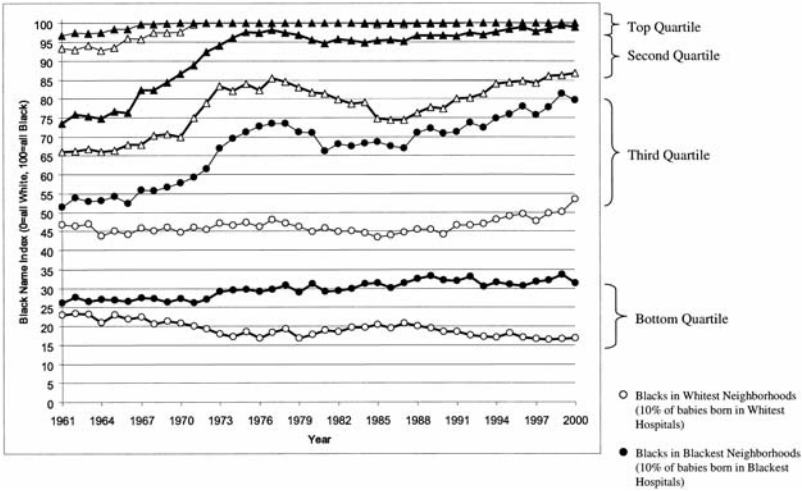 Black Name Index (0=all White, 100=all Black)
100
95
90
85
80
75
70
65
60
55
50
45
40
35
30
25
20
15
10
5
0
1961
1964
1967
1970
1973
1976
1979
1982
1985
1988
1991
1994
1997
2000
Year
Top Quartile
Second Quartile
Third Quartile
Bottom Quartile
Blacks in Whitest Neighborhoods
(10% of babies born in Whitest
Hospitals)
Blacks in Blackest Neighborhoods
(10% of babies born in Blackest
Hospitals)